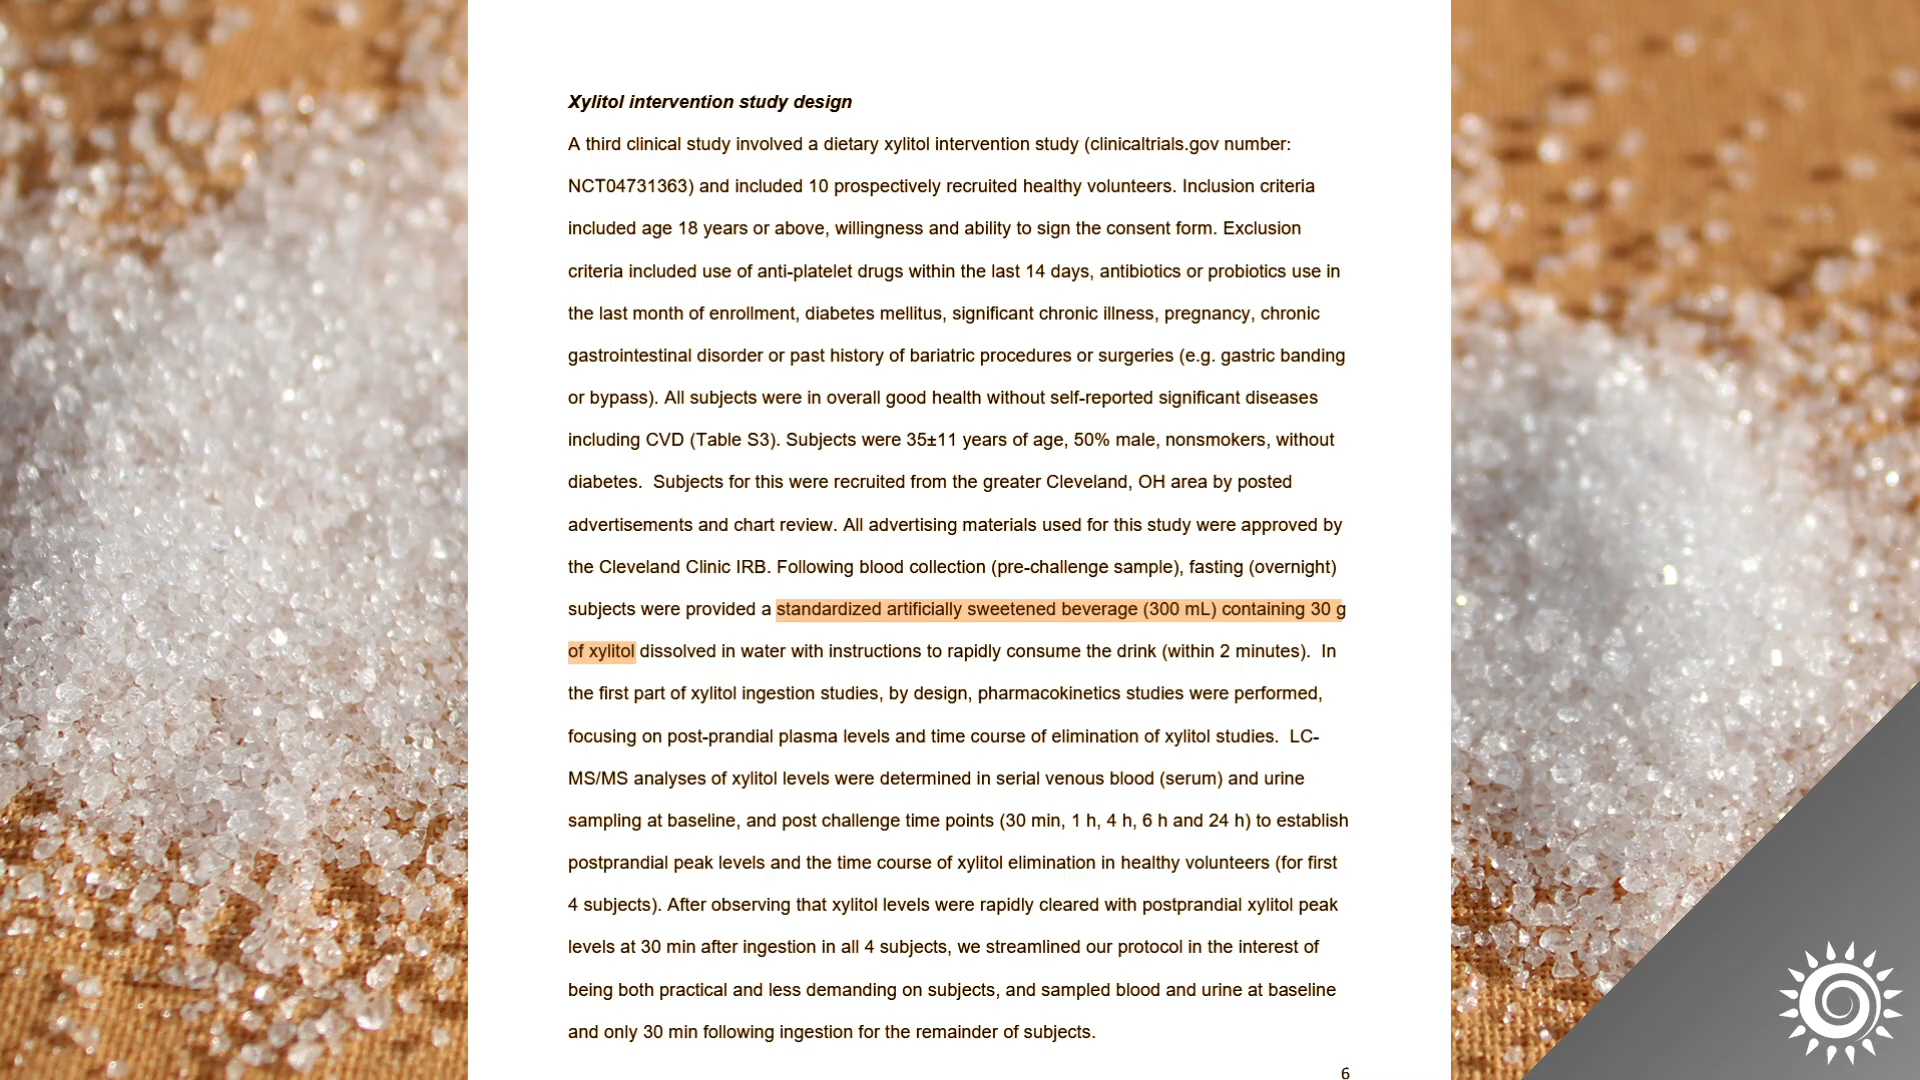 Xylitol intervention study design
A third clinical study involved a dietary xylitol intervention study (clinicaltrials.gov number:
NCT04731363) and included 10 prospectively recruited healthy volunteers. Inclusion criteria
included age 18 years or above, willingness and ability to sign the consent form. Exclusion
criteria included use of anti-platelet drugs within the last 14 days, antibiotics or probiotics use in
the last month of enrollment, diabetes mellitus, significant chronic illness, pregnancy, chronic
gastrointestinal disorder or past history of bariatric procedures or surgeries (e.g. gastric banding
or bypass). All subjects were in overall good health without self-reported significant diseases
including CVD (Table S3). Subjects were 35±11 years of age, 50% male, nonsmokers, without
diabetes.  Subjects for this were recruited from the greater Cleveland, OH area by posted
advertisements and chart review. All advertising materials used for this study were approved by
the Cleveland Clinic IRB. Following blood collection (pre-challenge sample), fasting (overnight)
subjects were provided a standardized artificially sweetened beverage (300 mL) containing 30 g
of xylitol dissolved in water with instructions to rapidly consume the drink (within 2 minutes).  In
the first part of xylitol ingestion studies, by design, pharmacokinetics studies were performed,
focusing on post-prandial plasma levels and time course of elimination of xylitol studies.  LC-
MS/MS analyses of xylitol levels were determined in serial venous blood (serum) and urine
sampling at baseline, and post challenge time points (30 min, 1 h, 4 h, 6 h and 24 h) to establish
postprandial peak levels and the time course of xylitol elimination in healthy volunteers (for first
4 subjects). After observing that xylitol levels were rapidly cleared with postprandial xylitol peak
levels at 30 min after ingestion in all 4 subjects, we streamlined our protocol in the interest of
being both practical and less demanding on subjects, and sampled blood and urine at baseline
and only 30 min following ingestion for the remainder of subjects.
6